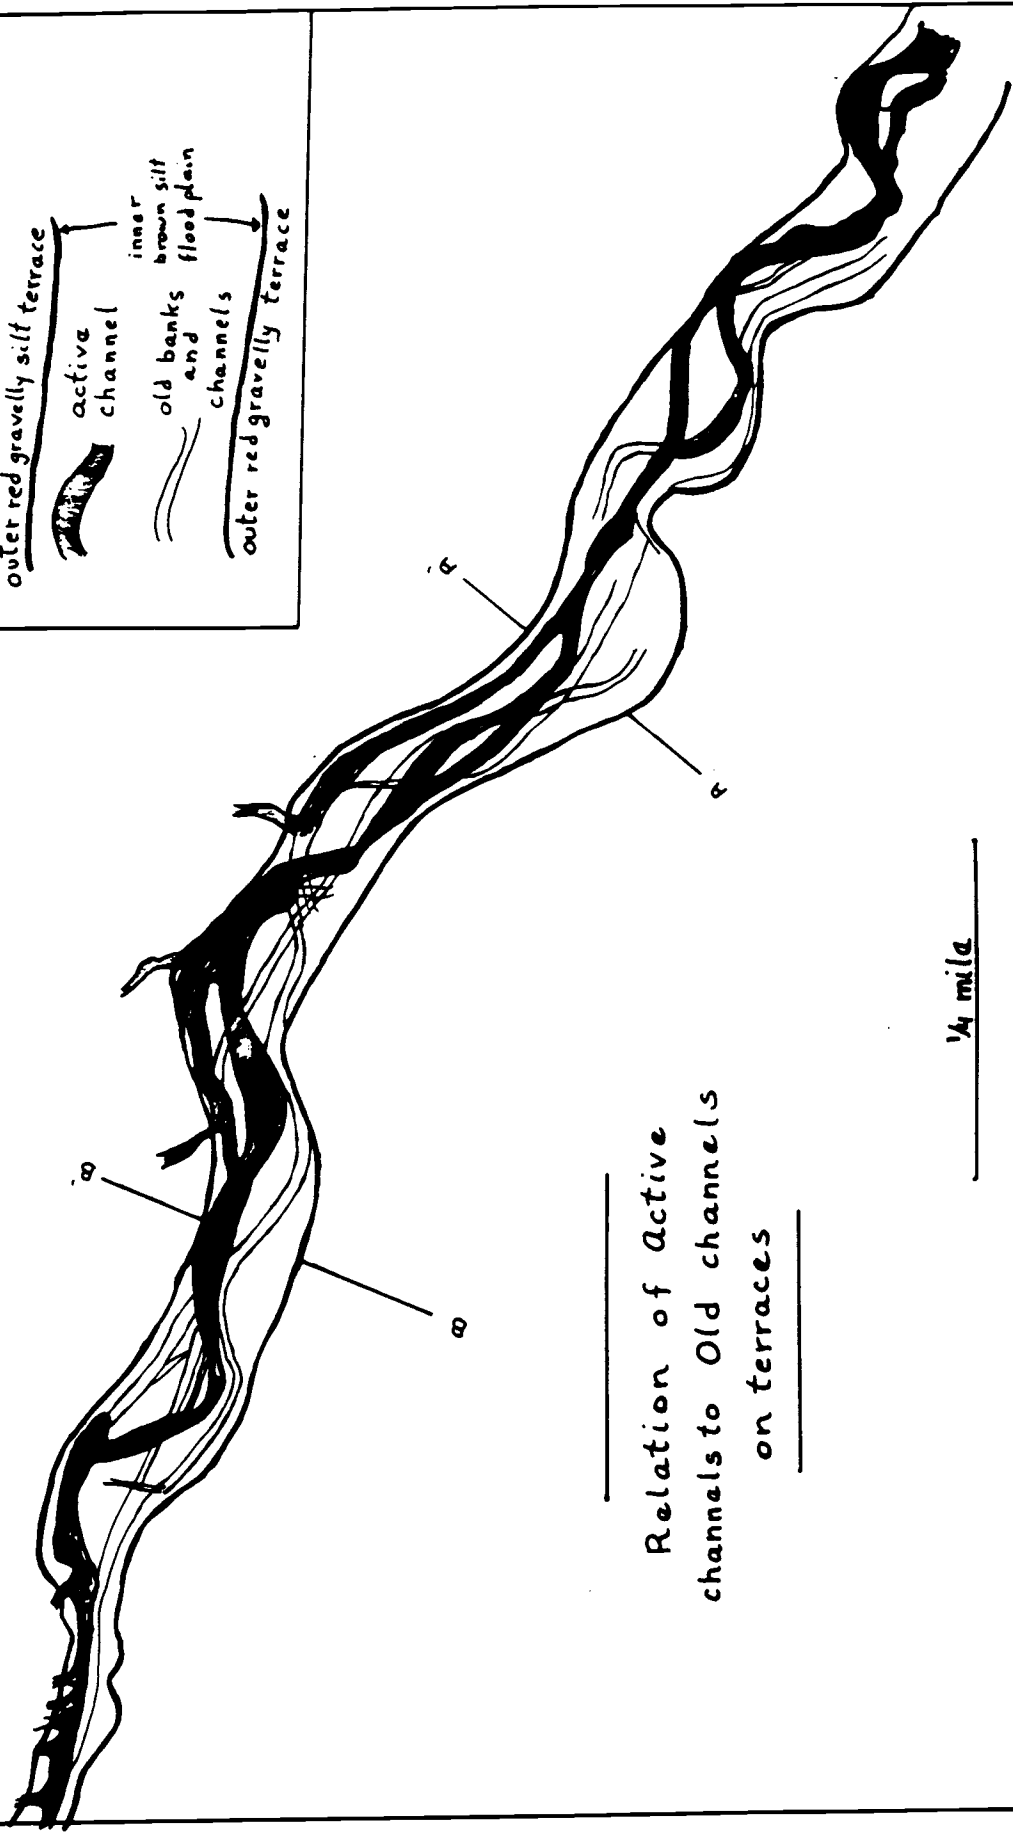 outer red gravelly silt terrace
active
channel
inner
brown silt
flood plain
old banks
and
channels
outer red gravelly terrace
A'
A
B'
B
Relation of active
channels to Old channels
on terraces
1/4 mile